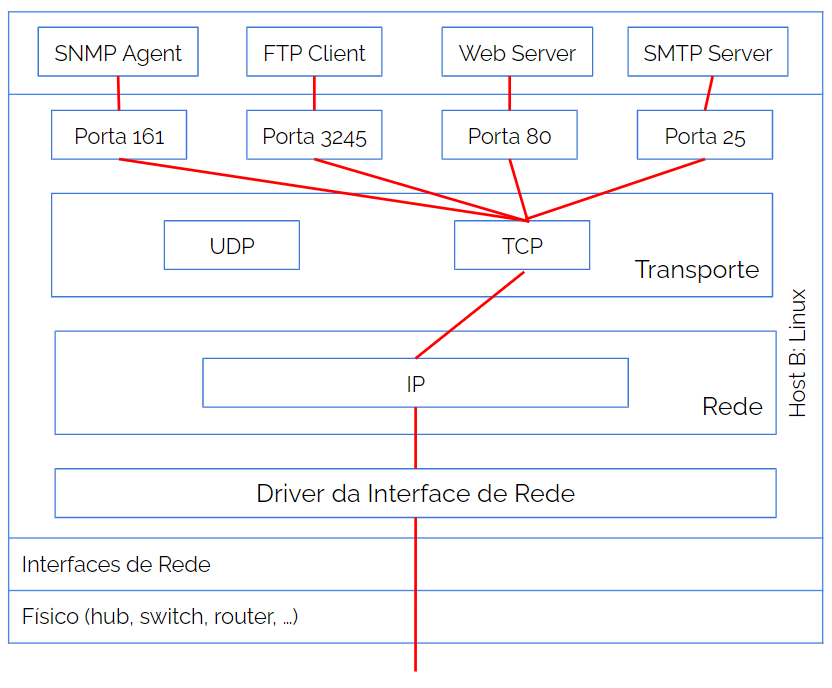 SNMP Agent
FTP Client
Web Server
SMTP Server
Porta 161
Porta 3245
Porta 80
Porta 25
UDP
TCP
Transporte
Host B: Linux
IP
Rede
Driver da Interface de Rede
Interfaces de Rede
Físico (hub, switch, router, ...)